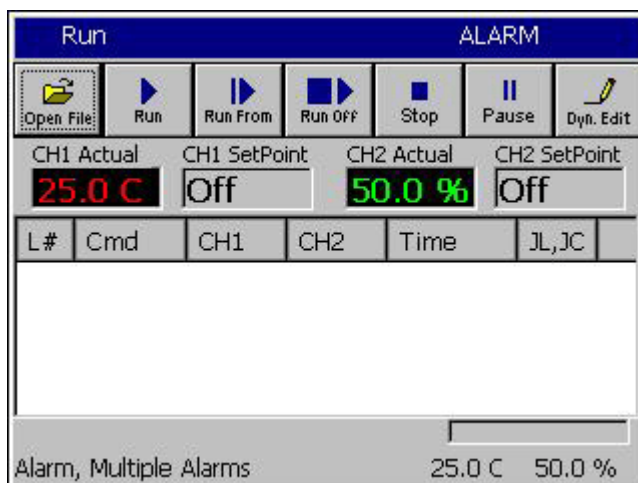 Run ALARM
Open File Run Run From Run Off Stop Pause Dyn. Edit
CH1 Actual CH1 SetPoint CH2 Actual CH2 SetPoint
25.0 C Off 50.0 % Off
L# Cmd CH1 CH2 Time JL,JC
Alarm, Multiple Alarms 25.0 C 50.0 %